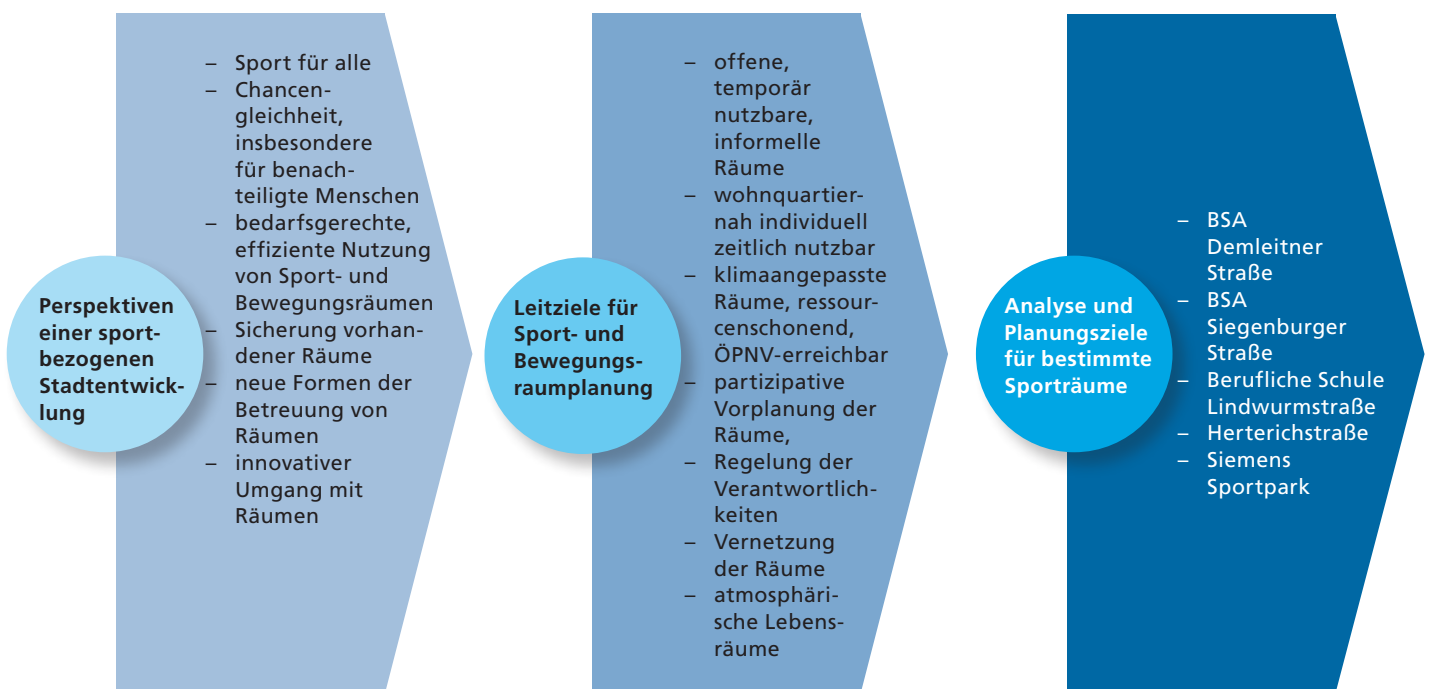 Perspektiven
einer sport-
bezogenen
Stadtentwick-
lung
– Sport für alle
– Chancen-
gleichheit,
insbesondere
für benach-
teiligte Menschen
– bedarfsgerechte,
effiziente Nutzung
von Sport- und
Bewegungsräumen
– Sicherung vorhan-
dener Räume
– neue Formen der
Betreuung von
Räumen
– innovativer
Umgang mit
Räumen
Leitziele für
Sport- und
Bewegungs-
raumplanung
– offene,
temporär
nutzbare,
informelle
Räume
– wohnquartier-
nah individuell
zeitlich nutzbar
– klimaangepasste
Räume, ressour-
censchonend,
ÖPNV-erreichbar
– partizipative
Vorplanung der
Räume,
– Regelung der
Verantwortlich-
keiten
– Vernetzung
der Räume
– atmosphäri-
sche Lebens-
räume
Analyse und
Planungsziele
für bestimmte
Sporträume
– BSA
Demleitner
Straße
– BSA
Siegenburger
Straße
– Berufliche Schule
Lindwurmstraße
– Herterichstraße
– Siemens
Sportpark